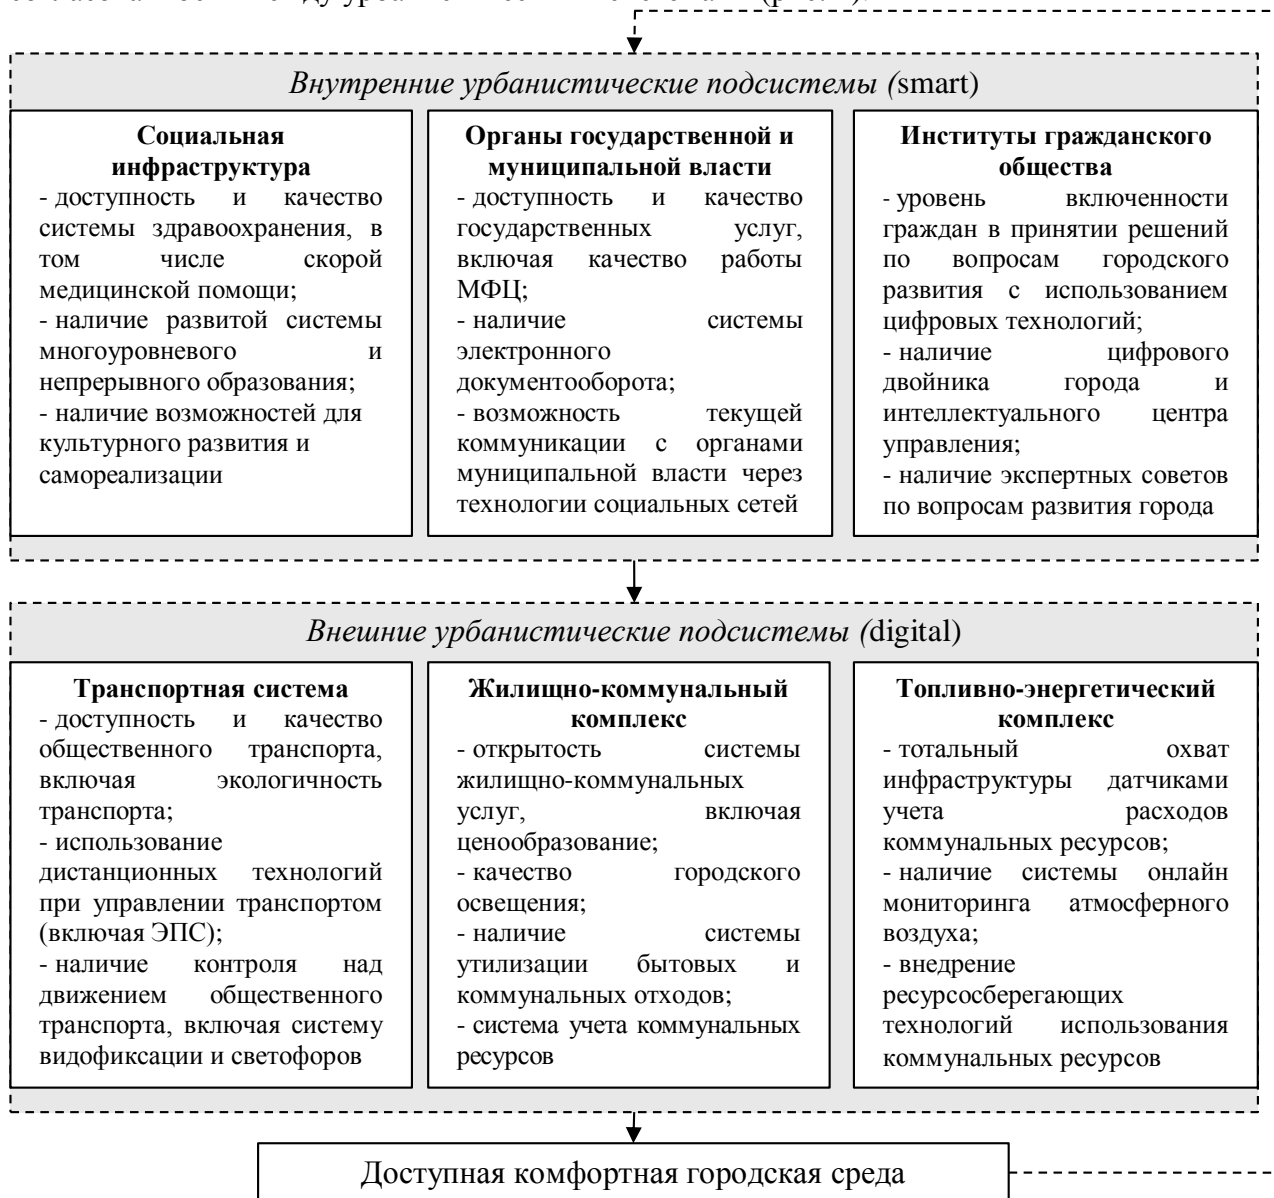 Внутренние урбанистические подсистемы (smart)
Социальная
инфраструктура
- доступность и качество
системы здравоохранения, в
том числе скорой
медицинской помощи;
- наличие развитой системы
многоуровневого и
непрерывного образования;
- наличие возможностей для
культурного развития и
самореализации
Органы государственной и
муниципальной власти
- доступность и качество
государственных услуг,
включая качество работы
МФЦ;
- наличие системы
электронного
документооборота;
- возможность текущей
коммуникации с органами
муниципальной власти через
технологии социальных сетей
Институты гражданского
общества
- уровень включенности
граждан в принятии решений
по вопросам городского
развития с использованием
цифровых технологий;
- наличие цифрового
двойника города и
интеллектуального центра
управления;
- наличие экспертных советов
по вопросам развития города
Внешние урбанистические подсистемы (digital)
Транспортная система
- доступность и качество
общественного транспорта,
включая экологичность
транспорта;
- использование
дистанционных технологий
при управлении транспортом
(включая ЭПС);
- наличие контроля над
движением общественного
транспорта, включая систему
видофиксации и светофоров
Жилищно-коммунальный
комплекс
- открытость системы
жилищно-коммунальных
услуг, включая
ценообразование;
- качество городского
освещения;
- наличие системы
утилизации бытовых и
коммунальных отходов;
- система учета коммунальных
ресурсов
Топливно-энергетический
комплекс
- тотальный охват
инфраструктуры датчиками
учета расходов
коммунальных ресурсов;
- наличие системы онлайн
мониторинга атмосферного
воздуха;
- внедрение
ресурсосберегающих
технологий использования
коммунальных ресурсов
Доступная комфортная городская среда